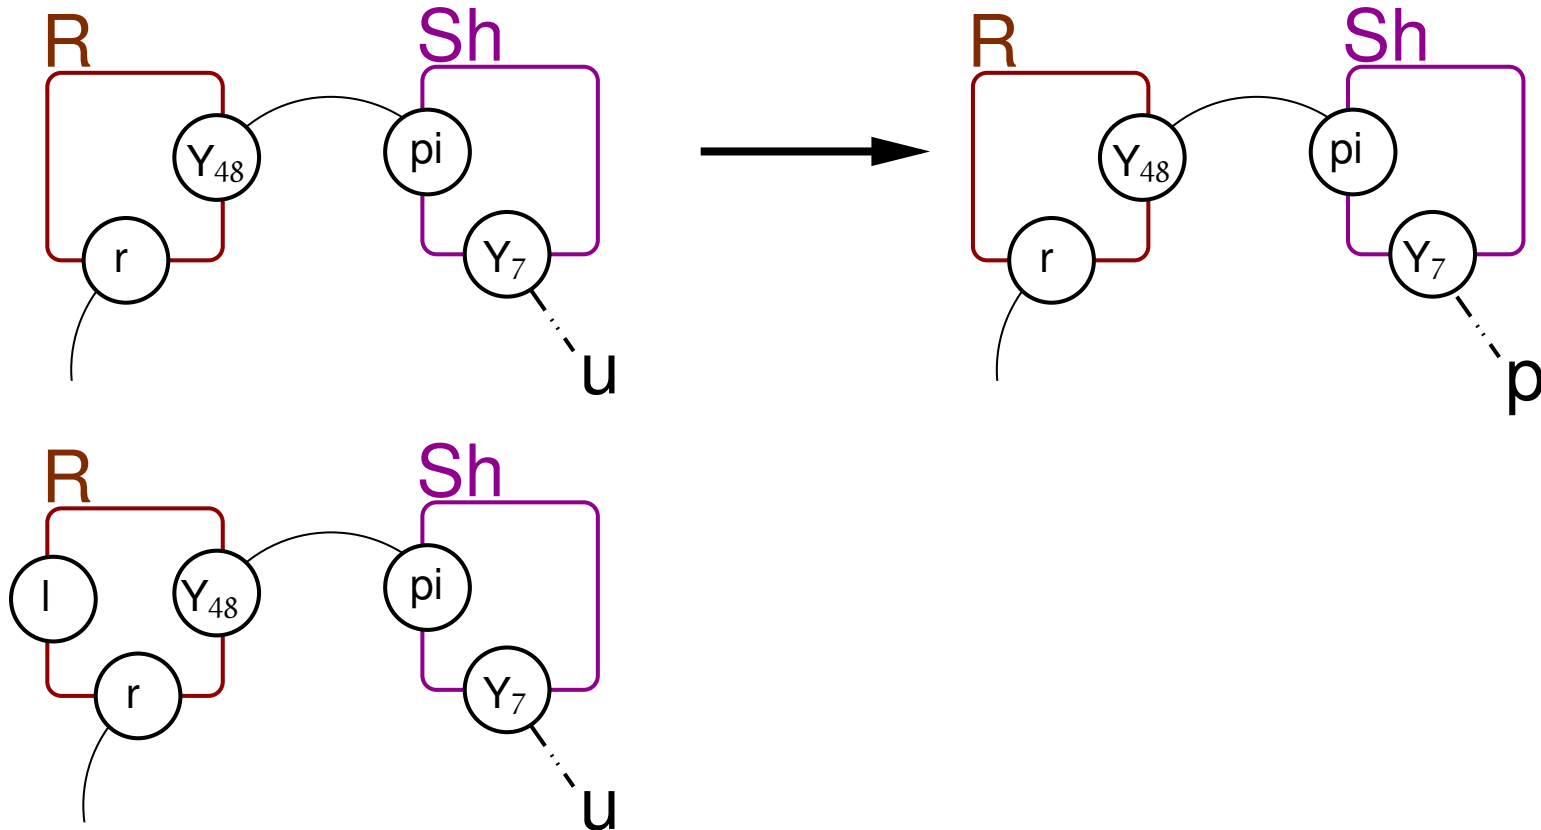 R Sh R Sh
Y48 pi Y48 pi
r Y7 r Y7
u p
R Sh
l Y48 pi
r Y7
u